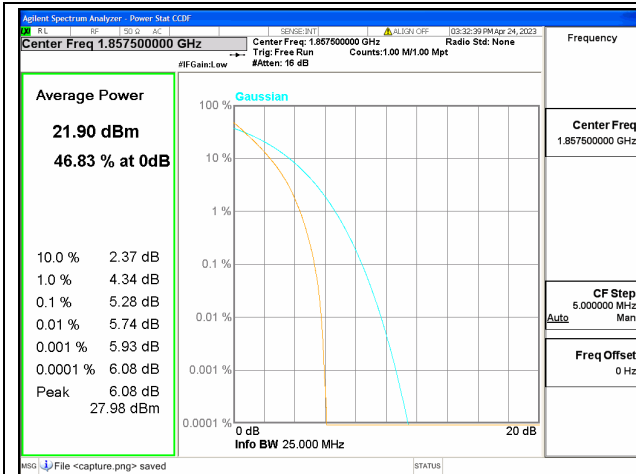 Agilent Spectrum Analyzer - Power Stat CCDF
RL RF 50 Ω AC SENSE:INT ALIGN OFF 03:32:39 PM Apr 24, 2023
Center Freq 1.857500000 GHz Center Freq: 1.857500000 GHz Radio Std: None Frequency
Trig: Free Run Counts:1.00 M/1.00 Mpt
#IFGain:Low #Atten: 16 dB
Average Power
21.90 dBm
46.83 % at 0dB
10.0 % 2.37 dB
1.0 % 4.34 dB
0.1 % 5.28 dB
0.01 % 5.74 dB
0.001 % 5.93 dB
0.0001 % 6.08 dB
Peak 6.08 dB
27.98 dBm
Gaussian
100 %
10 %
1 %
0.1 %
0.01 %
0.001 %
0.0001 %
0 dB 20 dB
Info BW 25.000 MHz
Center Freq
1.857500000 GHz
CF Step
5.000000 MHz
Auto Man
Freq Offset
0 Hz
MSG File <capture.png> saved STATUS